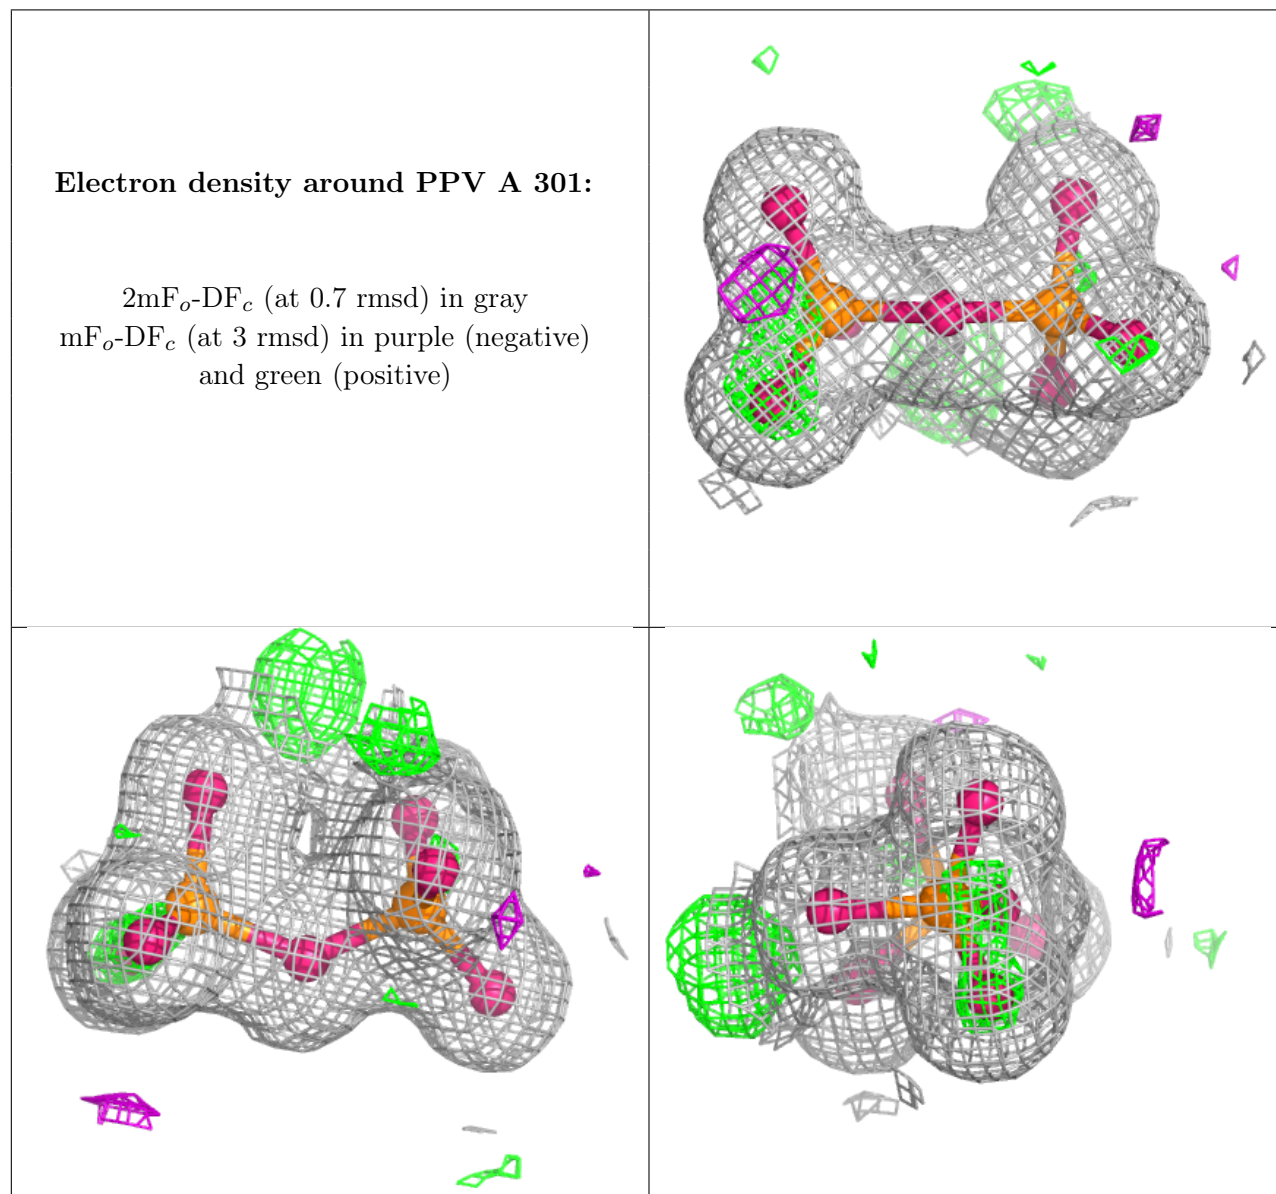 Electron density around PPV A 301:
2mFₒ-DF𝒸 (at 0.7 rmsd) in gray
mFₒ-DF𝒸 (at 3 rmsd) in purple (negative)
and green (positive)